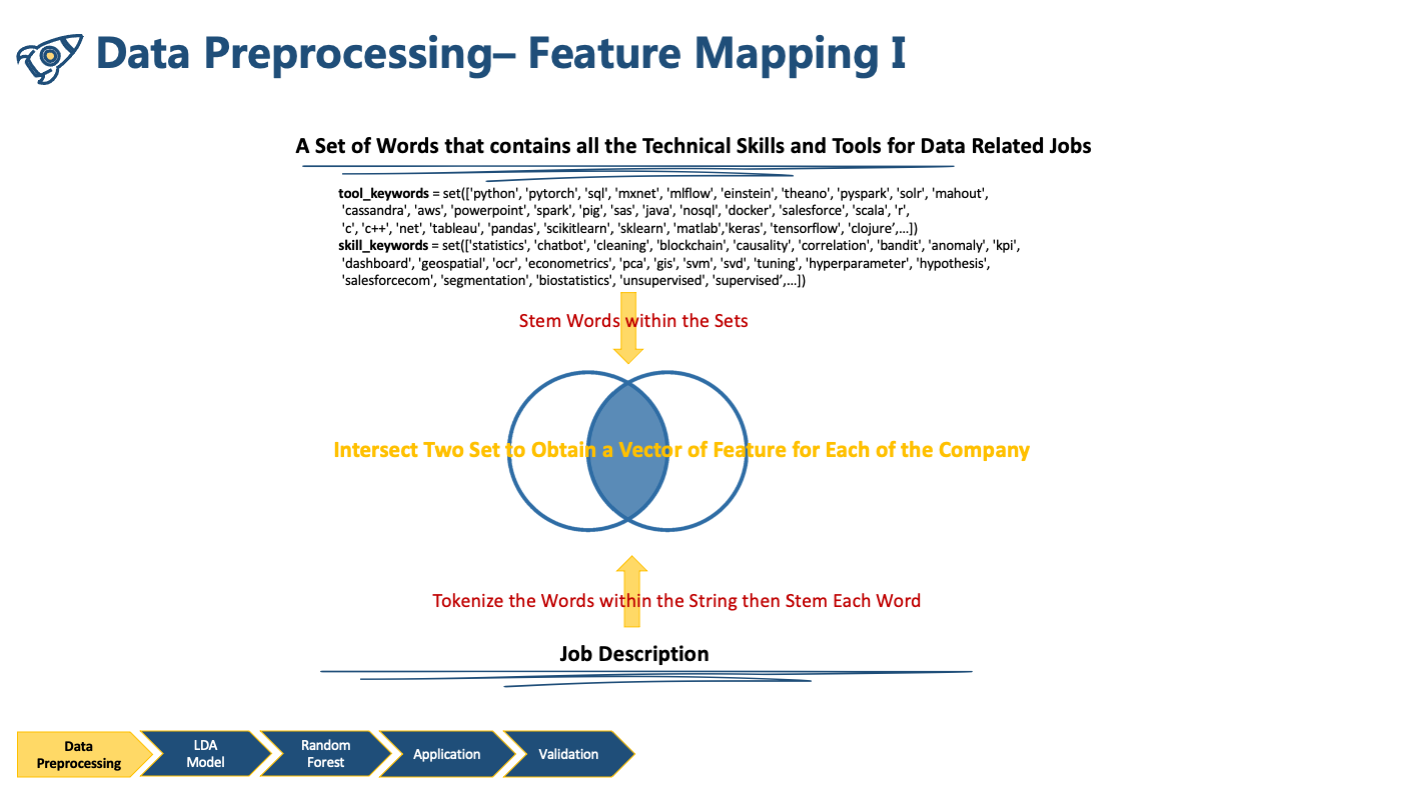 Data Preprocessing– Feature Mapping I
A Set of Words that contains all the Technical Skills and Tools for Data Related Jobs
tool_keywords = set(['python', 'pytorch', 'sql', 'mxnet', 'mlflow', 'einstein', 'theano', 'pyspark', 'solr', 'mahout',
'cassandra', 'aws', 'powerpoint', 'spark', 'pig', 'sas', 'java', 'nosql', 'docker', 'salesforce', 'scala', 'r',
'c', 'c++', 'net', 'tableau', 'pandas', 'scikitlearn', 'sklearn', 'matlab','keras', 'tensorflow', 'clojure’,…])
skill_keywords = set(['statistics', 'chatbot', 'cleaning', 'blockchain', 'causality', 'correlation', 'bandit', 'anomaly', 'kpi',
'dashboard', 'geospatial', 'ocr', 'econometrics', 'pca', 'gis', 'svm', 'svd', 'tuning', 'hyperparameter', 'hypothesis',
'salesforcecom', 'segmentation', 'biostatistics', 'unsupervised', 'supervised’,…])
Stem Words within the Sets
Intersect Two Set to Obtain a Vector of Feature for Each of the Company
Tokenize the Words within the String then Stem Each Word
Job Description
Data
Preprocessing
LDA
Model
Random
Forest
Application
Validation